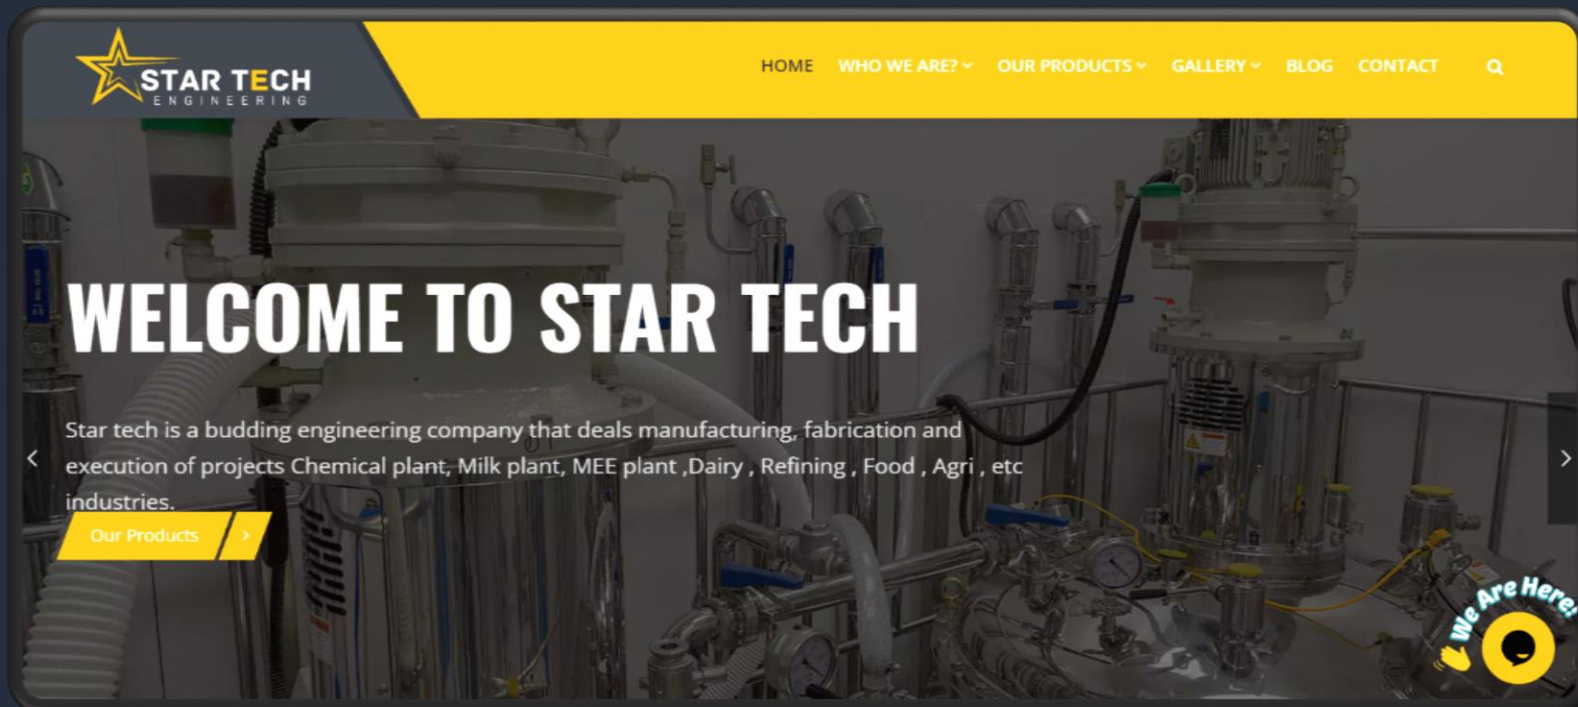 STAR TECH
ENGINEERING
HOME WHO WE ARE? OUR PRODUCTS GALLERY BLOG CONTACT
WELCOME TO STAR TECH
Star tech is a budding engineering company that deals manufacturing, fabrication and
execution of projects Chemical plant, Milk plant, MEE plant ,Dairy , Refining , Food , Agri , etc
industries.
Our Products
We Are Here!